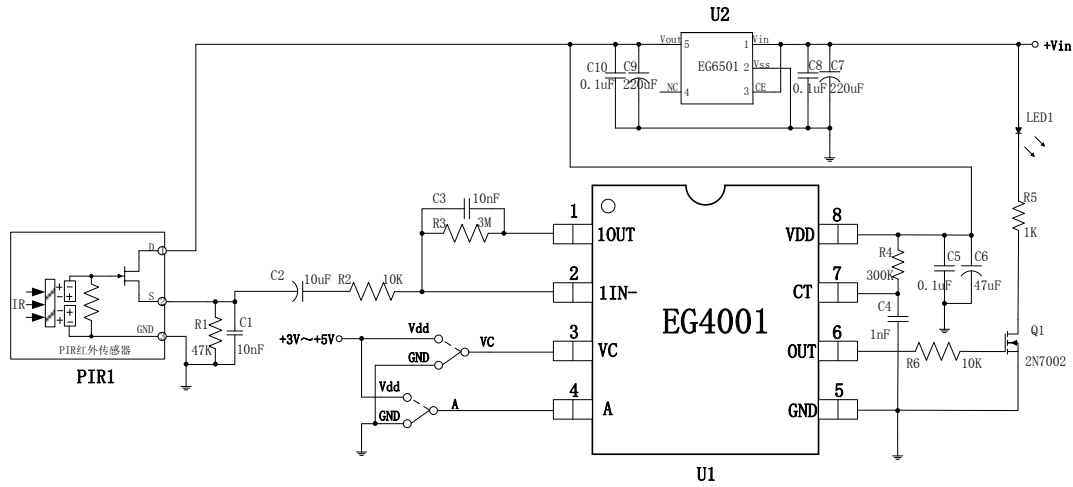 U2
Vout 5 1 Vin +Vin
C10 C9 EG6501 2 Vss C8 C7
0.1uF 220uF 0.1uF 220uF
NC 4 3 CE
LED1
C3 10nF
R3 3M
R5
1K
1 1OUT
8 VDD
D
C2 10uF R2 10K
2 1IN-
7 CT
R4
300K
C5 C6
0.1uF 47uF
IR
S
GND
R1 C1
47K 10nF
PIR红外传感器
PIR1
C4
1nF
EG4001
+3V～+5V
Vdd
GND
VC
3 VC
6 OUT
R6 10K
Q1
2N7002
Vdd
GND
A
4 A
5 GND
U1